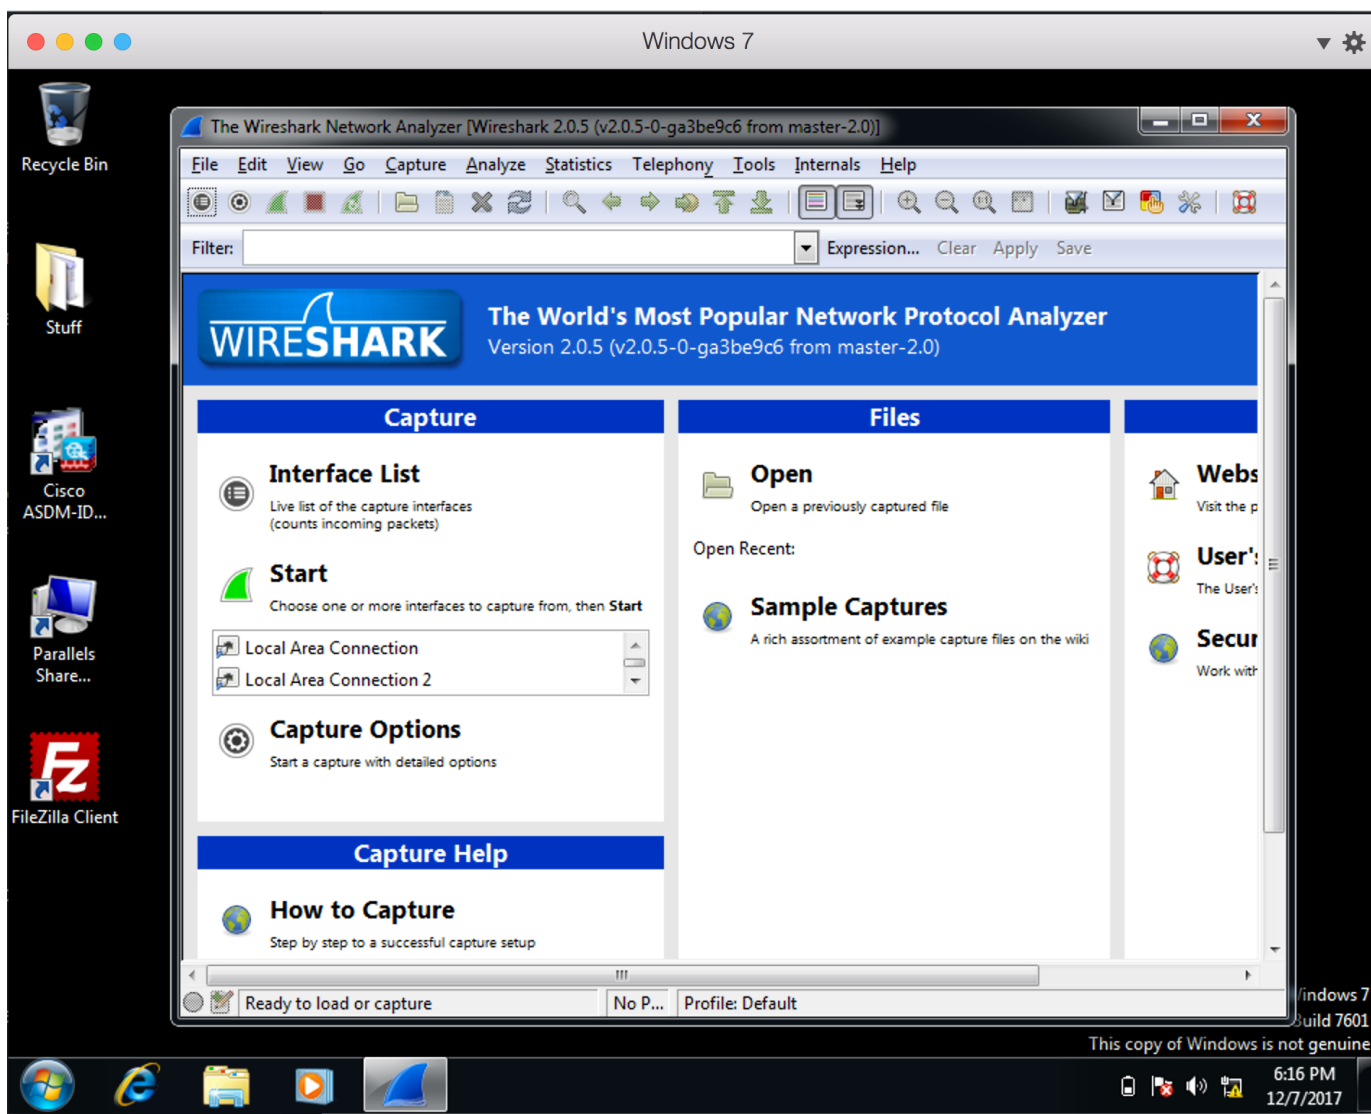 Windows 7
Recycle Bin
Stuff
Cisco
ASDM-ID...
Parallels
Share...
FileZilla Client
The Wireshark Network Analyzer [Wireshark 2.0.5 (v2.0.5-0-ga3be9c6 from master-2.0)]
File Edit View Go Capture Analyze Statistics Telephony Tools Internals Help
Filter: Expression... Clear Apply Save
WIRESHARK
The World's Most Popular Network Protocol Analyzer
Version 2.0.5 (v2.0.5-0-ga3be9c6 from master-2.0)
Capture
Interface List
Live list of the capture interfaces
(counts incoming packets)
Start
Choose one or more interfaces to capture from, then Start
Local Area Connection
Local Area Connection 2
Capture Options
Start a capture with detailed options
Capture Help
How to Capture
Step by step to a successful capture setup
Files
Open
Open a previously captured file
Open Recent:
Sample Captures
A rich assortment of example capture files on the wiki
Webs
Visit the p
User's
The User's
Secur
Work with
Ready to load or capture No P... Profile: Default
indows 7
uild 7601
This copy of Windows is not genuine
6:16 PM
12/7/2017